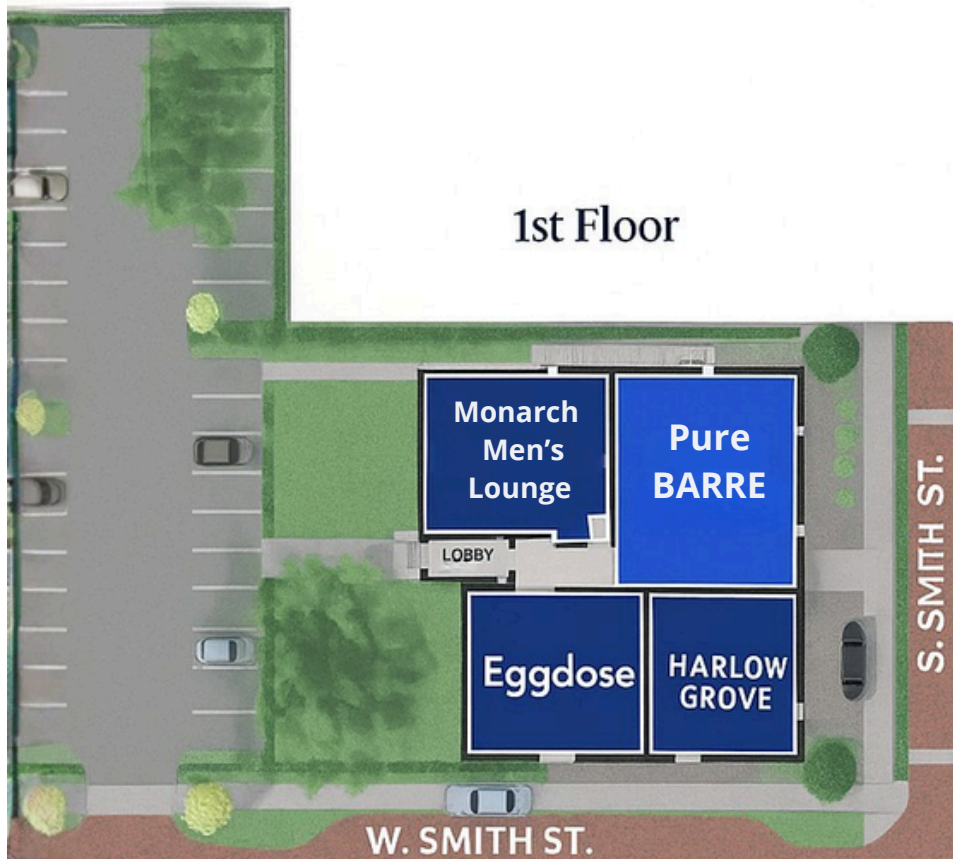 1st Floor
Monarch
Men's
Lounge
Pure
BARRE
LOBBY
Eggdose
HARLOW
GROVE
S. SMITH ST.
W. SMITH ST.